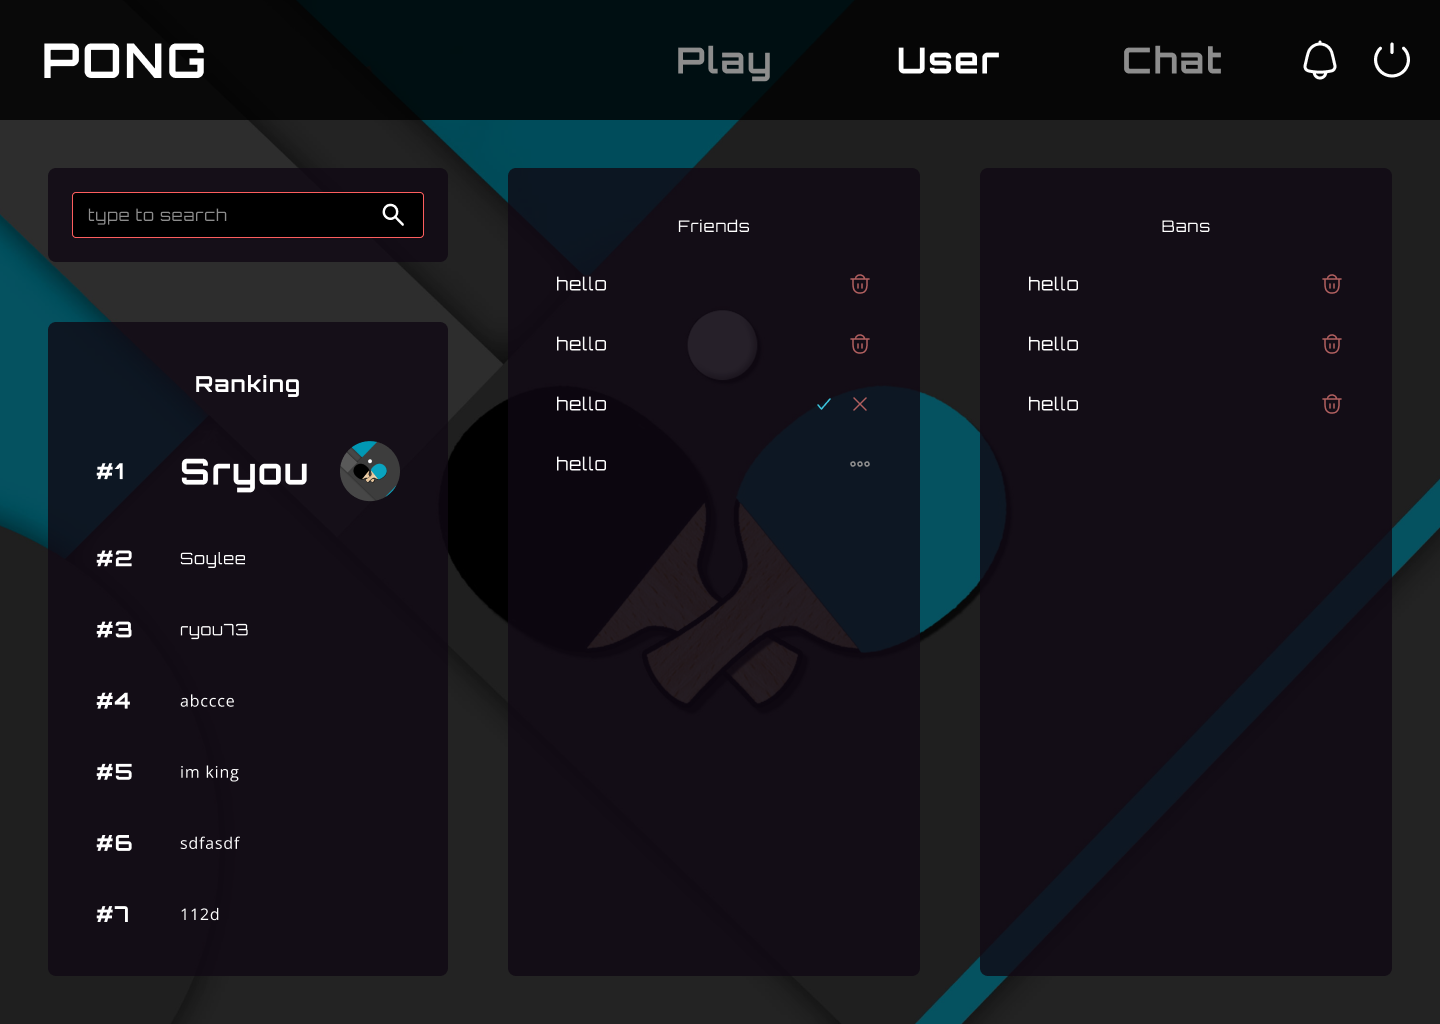 PONG
Play
User
Chat
type to search
Ranking
#1 Sryou
#2 Soylee
#3 ryou73
#4 abccce
#5 im king
#6 sdfasdf
#7 112d
Friends
hello
hello
hello
hello
Bans
hello
hello
hello